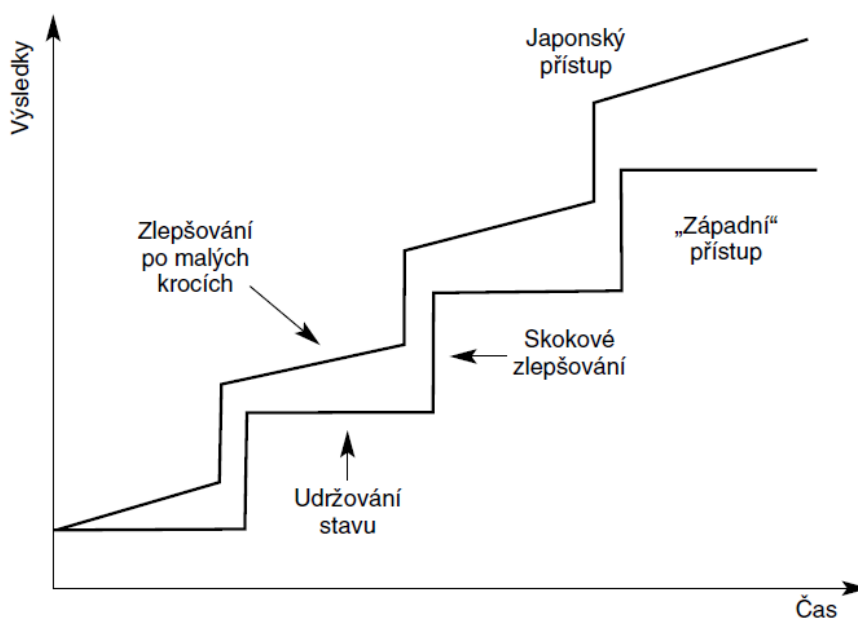 Výsledky
Japonský
přístup
Zlepšování
po malých
krocích
„Západní“
přístup
Skokové
zlepšování
Udržování
stavu
Čas